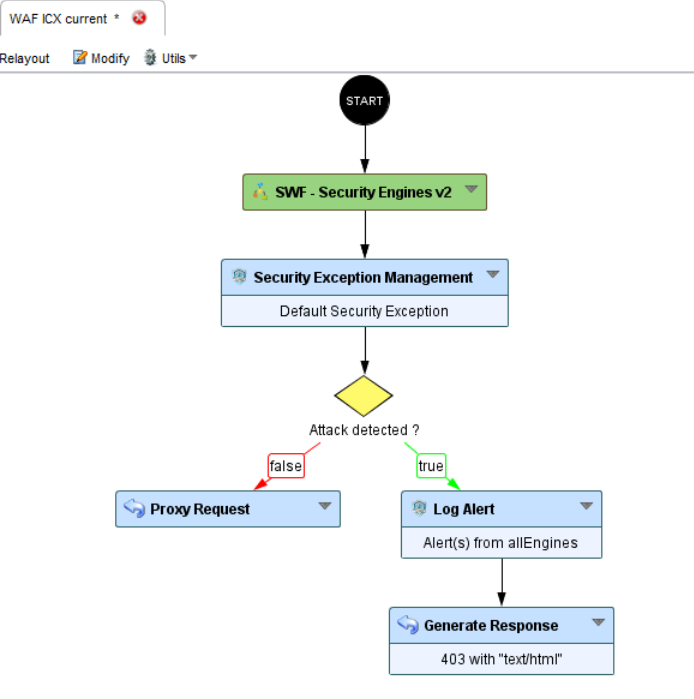 WAF ICX current *
Relayout Modify Utils
START
SWF - Security Engines v2
Security Exception Management
Default Security Exception
Attack detected ?
false true
Proxy Request Log Alert
Alert(s) from allEngines
Generate Response
403 with "text/html"